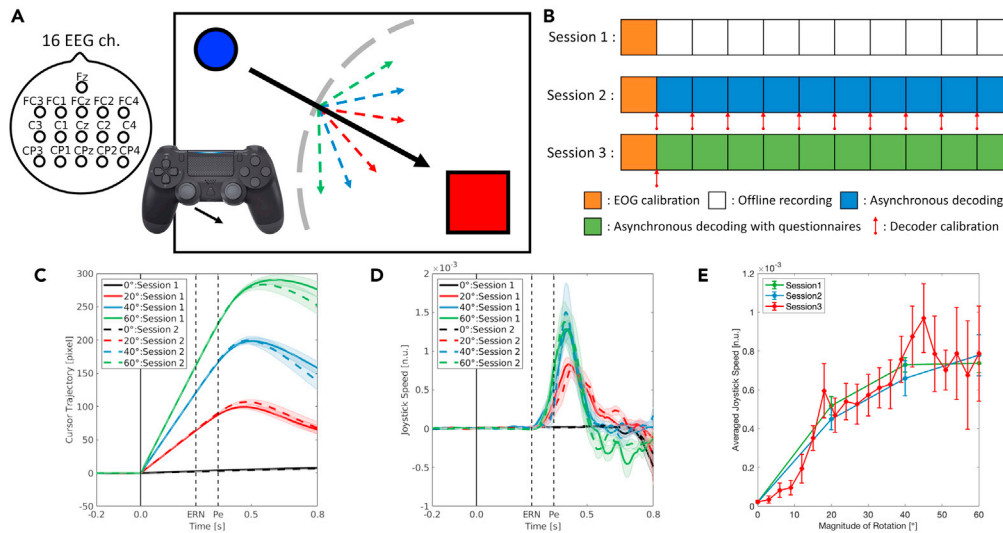 A
16 EEG ch.
Fz
FC3 FC1 FCz FC2 FC4
C3 C1 Cz C2 C4
CP3 CP1 CPz CP2 CP4
B
Session 1 :
Session 2 :
Session 3 :
: EOG calibration
: Offline recording
: Asynchronous decoding
: Asynchronous decoding with questionnaires
: Decoder calibration
C
Cursor Trajectory [pixel]
300
250
200
150
100
50
0
-50
0°:Session 1
20°:Session 1
40°:Session 1
60°:Session 1
0°:Session 2
20°:Session 2
40°:Session 2
60°:Session 2
-0.2 0.0 ERN Pe 0.5 0.8
Time [s]
D
×10⁻³
Joystick Speed [n.u.]
2
1.5
1
0.5
0
-0.5
-1
0°:Session 1
20°:Session 1
40°:Session 1
60°:Session 1
0°:Session 2
20°:Session 2
40°:Session 2
60°:Session 2
-0.2 0.0 ERN Pe 0.5 0.8
Time [s]
E
×10⁻³
Averaged Joystick Speed [n.u.]
1.2
1.0
0.8
0.6
0.4
0.2
0
Session1
Session2
Session3
0 10 20 30 40 50 60
Magnitude of Rotation [°]